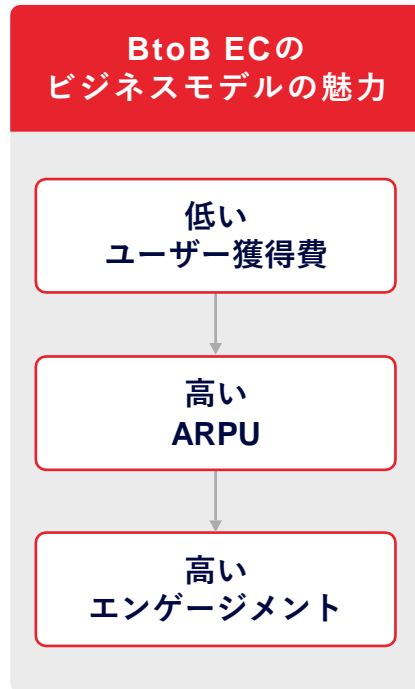 BtoB ECの
ビジネスモデルの魅力
低い
ユーザー獲得費
高い
ARPU
高い
エンゲージメント